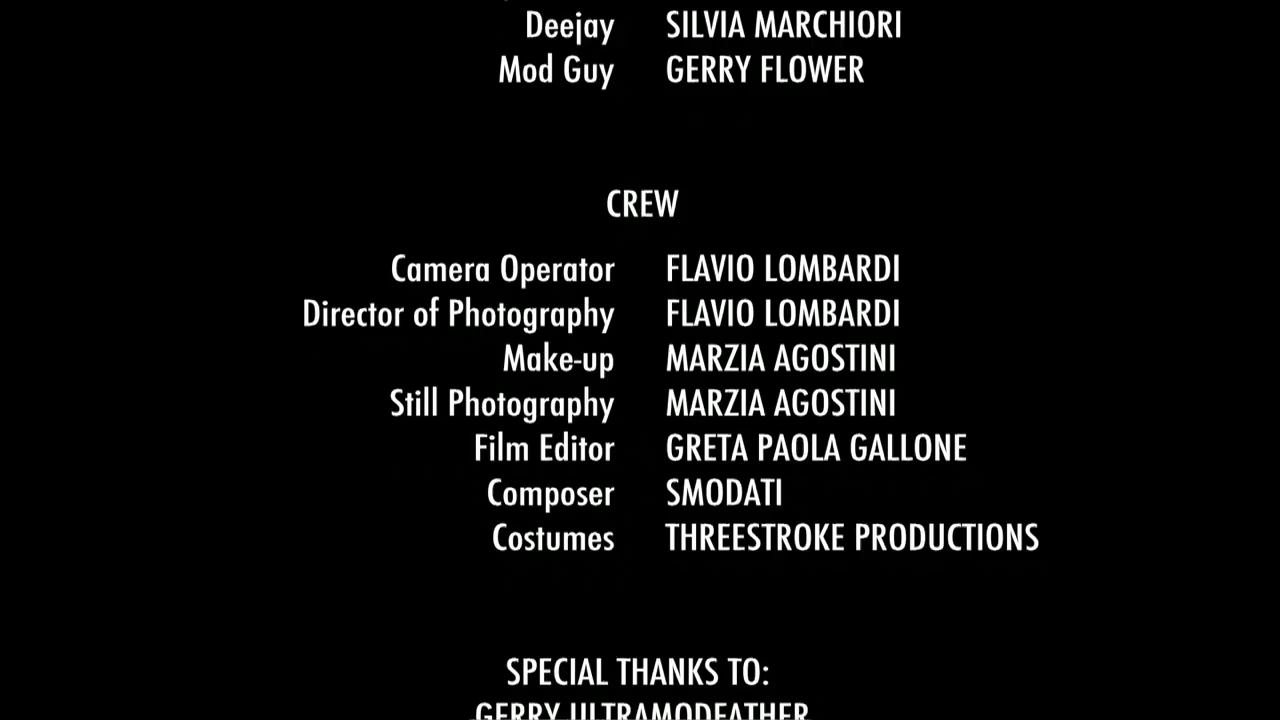 Deejay SILVIA MARCHIORI
Mod Guy GERRY FLOWER
CREW
Camera Operator FLAVIO LOMBARDI
Director of Photography FLAVIO LOMBARDI
Make-up MARZIA AGOSTINI
Still Photography MARZIA AGOSTINI
Film Editor GRETA PAOLA GALLONE
Composer SMODATI
Costumes THREESTROKE PRODUCTIONS
SPECIAL THANKS TO:
GERRY ULTRAMODFATHER